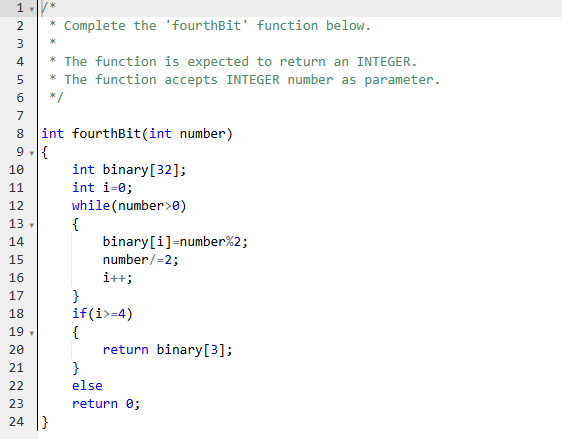 1 /*
2  * Complete the 'fourthBit' function below.
3  *
4  * The function is expected to return an INTEGER.
5  * The function accepts INTEGER number as parameter.
6  */
7
8 int fourthBit(int number)
9 {
10     int binary[32];
11     int i=0;
12     while(number>0)
13     {
14         binary[i]=number%2;
15         number/=2;
16         i++;
17     }
18     if(i>=4)
19     {
20         return binary[3];
21     }
22     else
23     return 0;
24 }